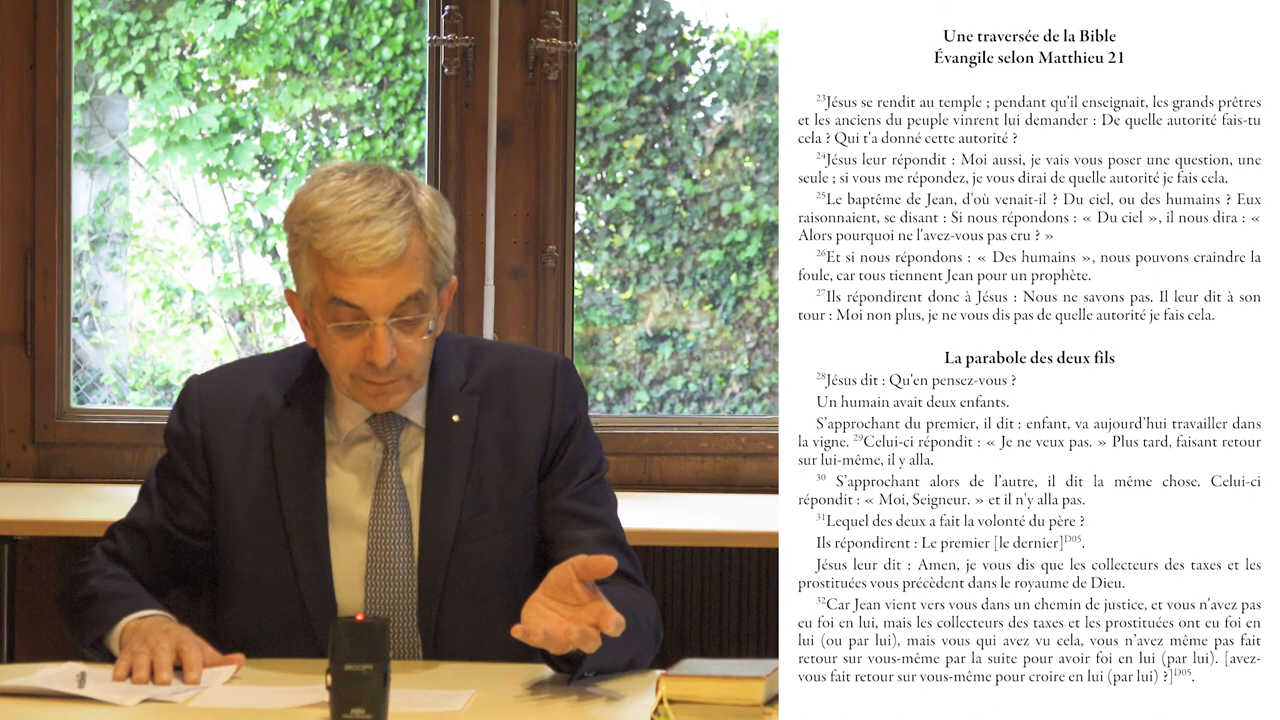 Une traversée de la Bible
Évangile selon Matthieu 21
²³Jésus se rendit au temple ; pendant qu'il enseignait, les grands prêtres
et les anciens du peuple vinrent lui demander : De quelle autorité fais-tu
cela ? Qui t'a donné cette autorité ?
²⁴Jésus leur répondit : Moi aussi, je vais vous poser une question, une
seule ; si vous me répondez, je vous dirai de quelle autorité je fais cela.
²⁵Le baptême de Jean, d'où venait-il ? Du ciel, ou des humains ? Eux
raisonnaient, se disant : Si nous répondons : « Du ciel », il nous dira : «
Alors pourquoi ne l'avez-vous pas cru ? »
²⁶Et si nous répondons : « Des humains », nous pouvons craindre la
foule, car tous tiennent Jean pour un prophète.
²⁷Ils répondirent donc à Jésus : Nous ne savons pas. Il leur dit à son
tour : Moi non plus, je ne vous dis pas de quelle autorité je fais cela.
La parabole des deux fils
²⁸Jésus dit : Qu'en pensez-vous ?
Un humain avait deux enfants.
S'approchant du premier, il dit : enfant, va aujourd'hui travailler dans
la vigne. ²⁹Celui-ci répondit : « Je ne veux pas. » Plus tard, faisant retour
sur lui-même, il y alla.
³⁰ S'approchant alors de l'autre, il dit la même chose. Celui-ci
répondit : « Moi, Seigneur. » et il n'y alla pas.
³¹Lequel des deux a fait la volonté du père ?
Ils répondirent : Le premier [le dernier]ᴰ⁰⁵.
Jésus leur dit : Amen, je vous dis que les collecteurs des taxes et les
prostituées vous précèdent dans le royaume de Dieu.
³²Car Jean vient vers vous dans un chemin de justice, et vous n'avez pas
eu foi en lui, mais les collecteurs des taxes et les prostituées ont eu foi en
lui (ou par lui), mais vous qui avez vu cela, vous n'avez même pas fait
retour sur vous-même par la suite pour avoir foi en lui (par lui). [avez-
vous fait retour sur vous-même pour croire en lui (par lui) ?]ᴰ⁰⁵.